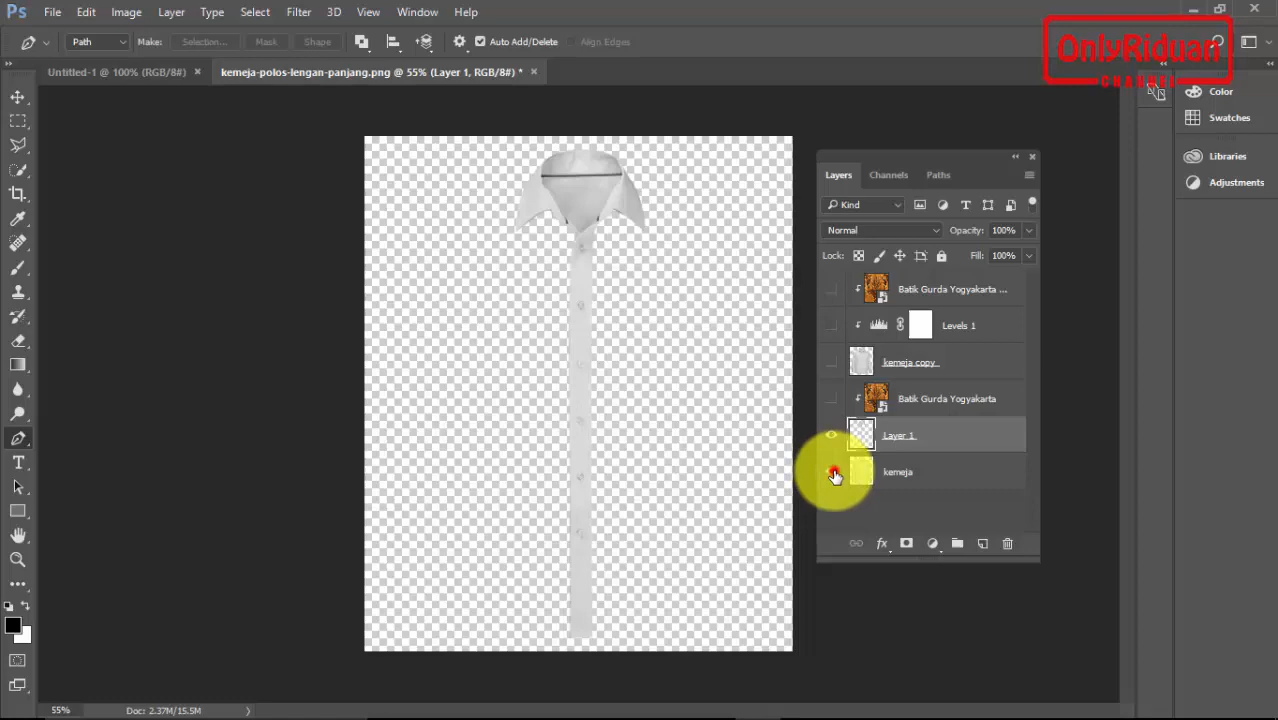 Ps File Edit Image Layer Type Select Filter 3D View Window Help
Path Make: Selection... Mask Shape Auto Add/Delete Align Edges
OnlyRiduan
CHANNEL
Untitled-1 @ 100% (RGB/8#) × kemeja-polos-lengan-panjang.png @ 55% (Layer 1, RGB/8#) * ×
Color
Swatches
Libraries
Adjustments
Layers Channels Paths
Kind
Normal Opacity: 100%
Lock: Fill: 100%
Batik Gurda Yogyakarta ...
Levels 1
kemeja copy
Batik Gurda Yogyakarta
Layer 1
kemeja
fx
55% Doc: 2.37M/15.5M